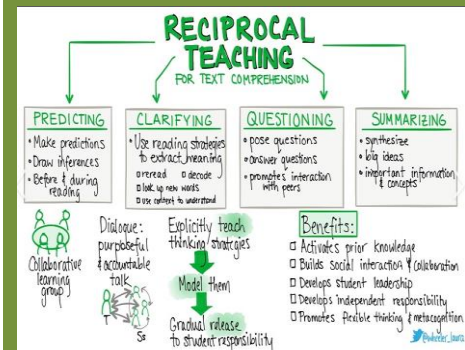 RECIPROCAL
TEACHING
FOR TEXT COMPREHENSION
PREDICTING
• Make predictions
• Draw inferences
• Before & during
reading
CLARIFYING
• Use reading strategies
to extract meaning
□ reread □ decode
□ look up new words
□ use context to understand
QUESTIONING
• pose questions
• answer questions
• promotes interaction
with peers
SUMMARIZING
• synthesize
• big ideas
• important information
& concepts
Collaborative
learning
group
Dialogue:
purposeful
& accountable
talk
T
Ss
Explicitly teach
thinking strategies
Model them
Gradual release
to student responsibility
Benefits:
□ Activates prior knowledge
□ Builds social interaction & collaboration
□ Develops student leadership
□ Develops independent responsibility
□ Promotes flexible thinking & metacognition
@wheeler_laura